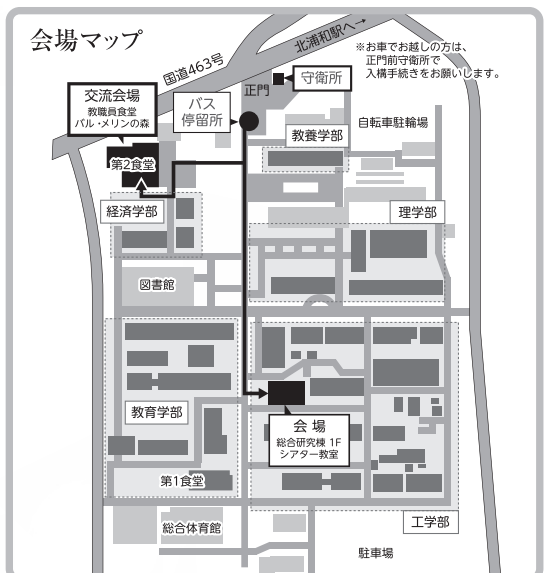 会場マップ
北浦和駅へ→
※お車でお越しの方は、
正門前守衛所で
入構手続きをお願いします。
国道463号
守衛所
正門
交流会場
教職員食堂
パル・メリンの森
バス
停留所
自転車駐輪場
教養学部
第2食堂
経済学部
理学部
図書館
教育学部
会場
総合研究棟 1F
シアター教室
第1食堂
総合体育館
工学部
駐車場